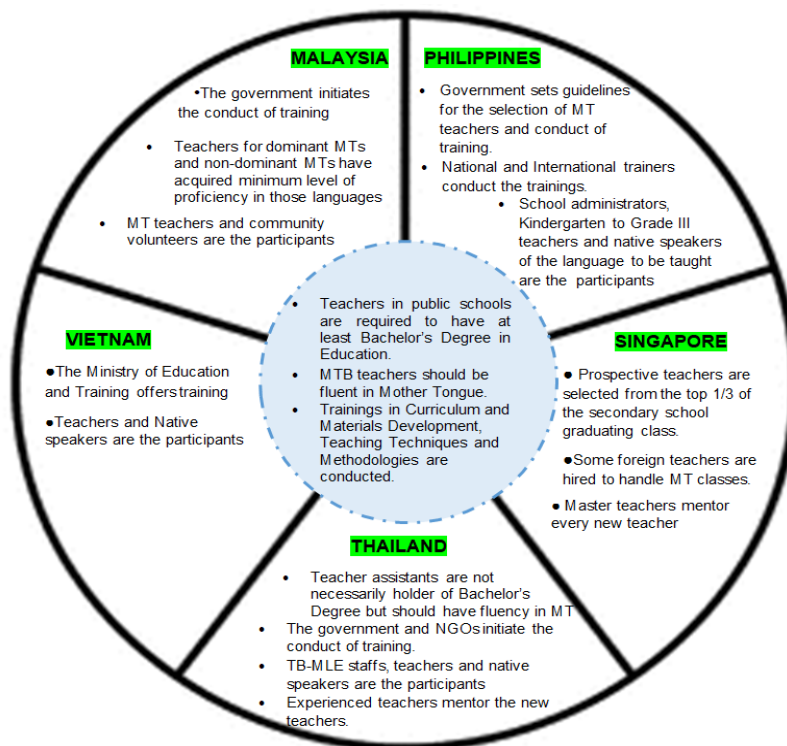 MALAYSIA
•The government initiates
the conduct of training
• Teachers for dominant MTs
and non-dominant MTs have
acquired minimum level of
proficiency in those languages
• MT teachers and community
volunteers are the participants
PHILIPPINES
• Government sets guidelines
for the selection of MT
teachers and conduct of
training.
• National and International trainers
conduct the trainings.
• School administrators,
Kindergarten to Grade III
teachers and native speakers
of the language to be taught
are the participants
• Teachers in public schools
are required to have at
least Bachelor's Degree in
Education.
• MTB teachers should be
fluent in Mother Tongue.
• Trainings in Curriculum and
Materials Development,
Teaching Techniques and
Methodologies are
conducted.
VIETNAM
●The Ministry of Education
and Training offers training
●Teachers and Native
speakers are the participants
SINGAPORE
● Prospective teachers are
selected from the top 1/3 of
the secondary school
graduating class.
●Some foreign teachers are
hired to handle MT classes.
● Master teachers mentor
every new teacher
THAILAND
• Teacher assistants are not
necessarily holder of Bachelor's
Degree but should have fluency in MT
• The government and NGOs initiate the
conduct of training.
• TB-MLE staffs, teachers and native
speakers are the participants
• Experienced teachers mentor the new
teachers.